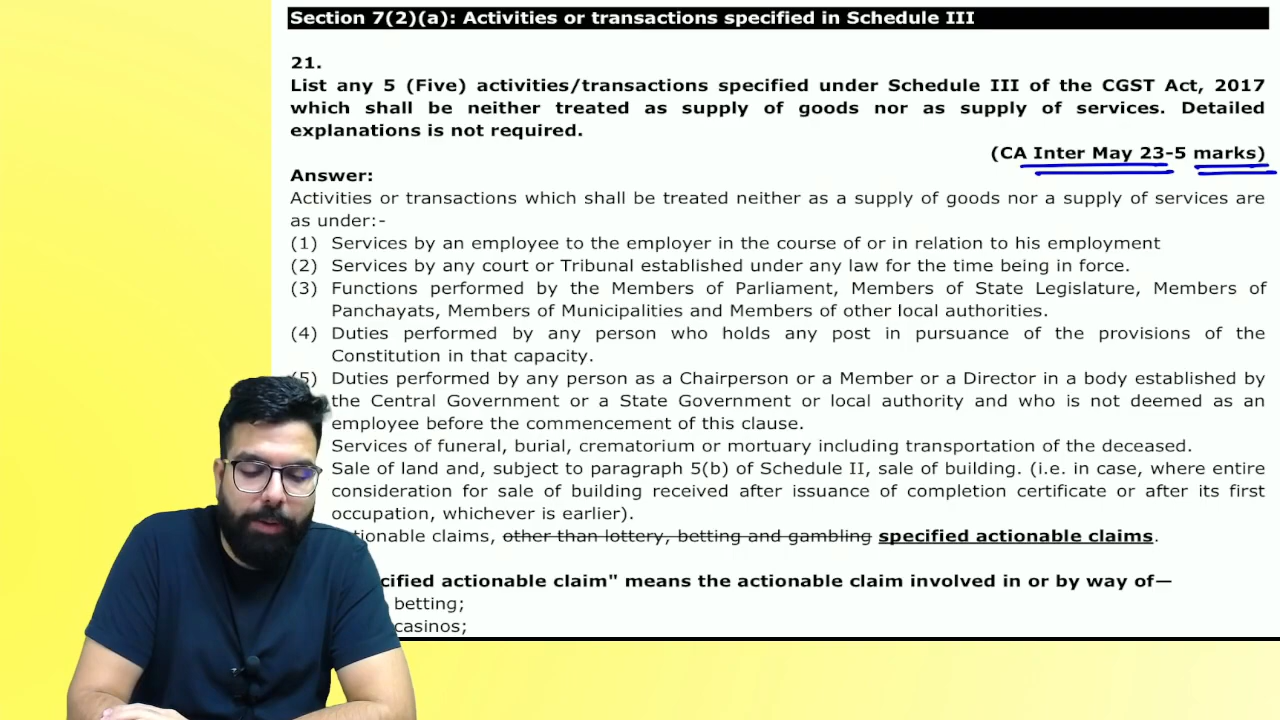 Section 7(2)(a): Activities or transactions specified in Schedule III
21.
List any 5 (Five) activities/transactions specified under Schedule III of the CGST Act, 2017
which shall be neither treated as supply of goods nor as supply of services. Detailed
explanations is not required.
(CA Inter May 23-5 marks)
Answer:
Activities or transactions which shall be treated neither as a supply of goods nor a supply of services are
as under:-
(1) Services by an employee to the employer in the course of or in relation to his employment
(2) Services by any court or Tribunal established under any law for the time being in force.
(3) Functions performed by the Members of Parliament, Members of State Legislature, Members of
Panchayats, Members of Municipalities and Members of other local authorities.
(4) Duties performed by any person who holds any post in pursuance of the provisions of the
Constitution in that capacity.
(5) Duties performed by any person as a Chairperson or a Member or a Director in a body established by
the Central Government or a State Government or local authority and who is not deemed as an
employee before the commencement of this clause.
Services of funeral, burial, crematorium or mortuary including transportation of the deceased.
Sale of land and, subject to paragraph 5(b) of Schedule II, sale of building. (i.e. in case, where entire
consideration for sale of building received after issuance of completion certificate or after its first
occupation, whichever is earlier).
claims, other than lottery, betting and gambling specified actionable claims.
actionable claim" means the actionable claim involved in or by way of—
betting;
casinos;